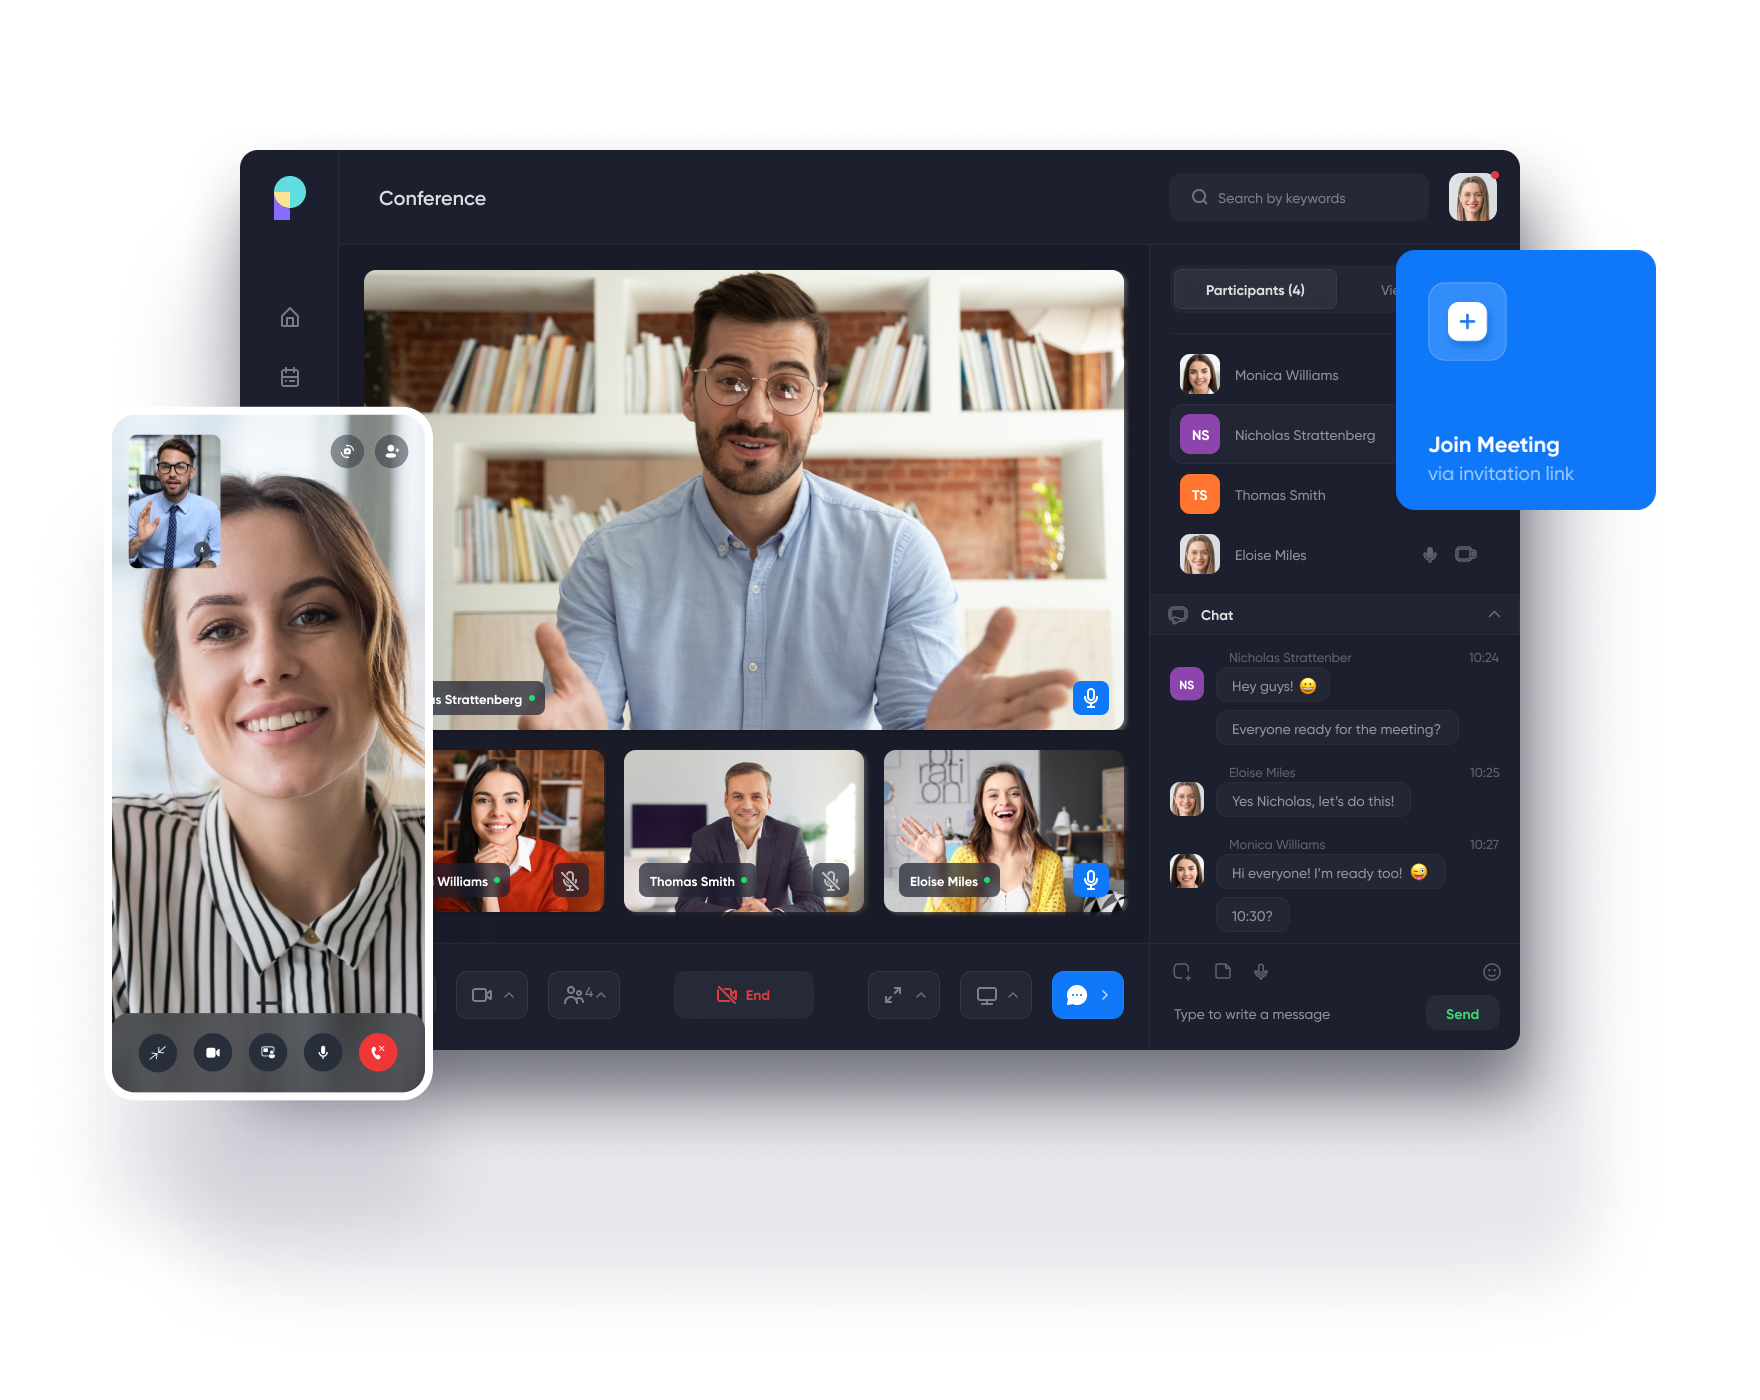 Conference
Search by keywords
Participants (4)
Monica Williams
NS
Nicholas Strattenberg
TS
Thomas Smith
Eloise Miles
Join Meeting
via invitation link
Chat
Nicholas Strattenber 10:24
NS
Hey guys! 😀
Everyone ready for the meeting?
Eloise Miles 10:25
Yes Nicholas, let's do this!
Monica Williams 10:27
Hi everyone! I'm ready too! 😜
10:30?
Type to write a message
Send
Strattenberg
Williams
Thomas Smith
Eloise Miles
4
End